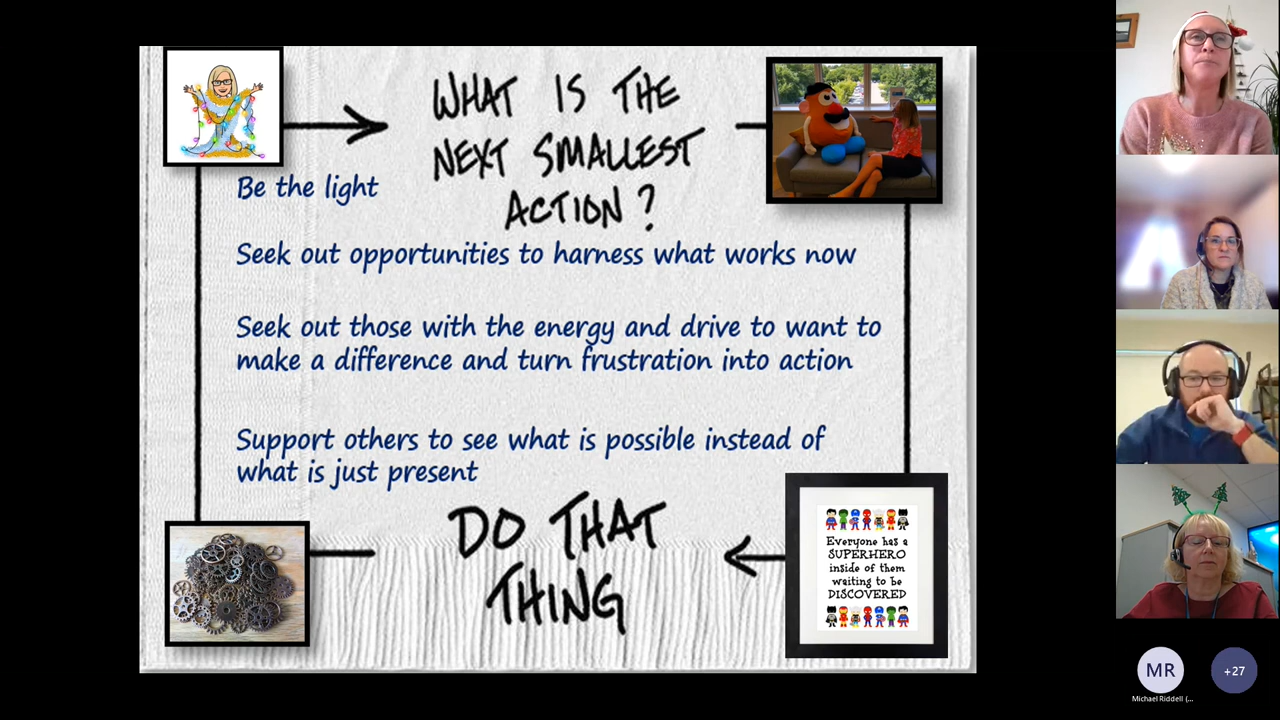 WHAT IS THE
NEXT SMALLEST
ACTION?
Be the light
Seek out opportunities to harness what works now
Seek out those with the energy and drive to want to
make a difference and turn frustration into action
Support others to see what is possible instead of
what is just present
DO THAT
THING
Everyone has a
SUPERHERO
inside of them
waiting to be
DISCOVERED
MR
+27
Michael Riddell (...